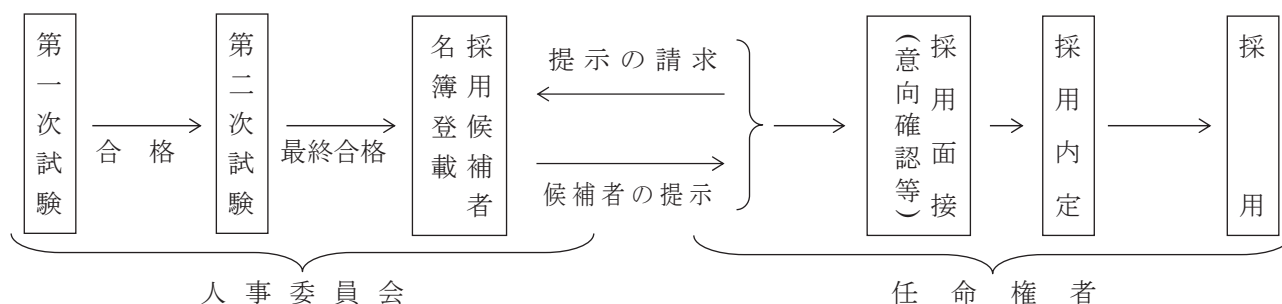 第一次試験
合格
第二次試験
最終合格
採用候補者
名簿登載
提示の請求
候補者の提示
採用面接
（意向確認等）
採用内定
採用
人事委員会
任命権者